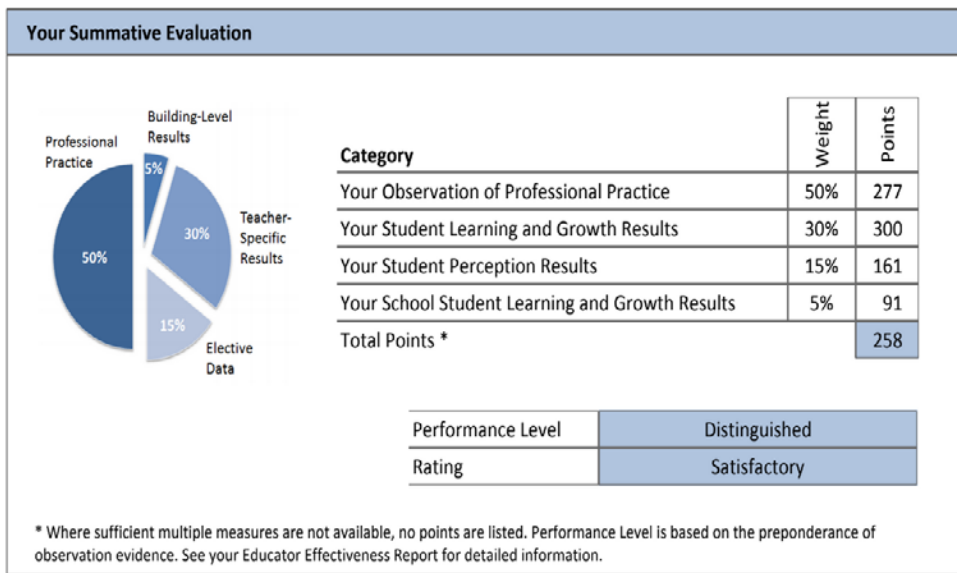 Your Summative Evaluation
Building-Level
Results
Professional
Practice
5%
Teacher-
Specific
Results
30%
50%
15%
Elective
Data
Category Weight Points
Your Observation of Professional Practice 50% 277
Your Student Learning and Growth Results 30% 300
Your Student Perception Results 15% 161
Your School Student Learning and Growth Results 5% 91
Total Points * 258
Performance Level Distinguished
Rating Satisfactory
* Where sufficient multiple measures are not available, no points are listed. Performance Level is based on the preponderance of
observation evidence. See your Educator Effectiveness Report for detailed information.